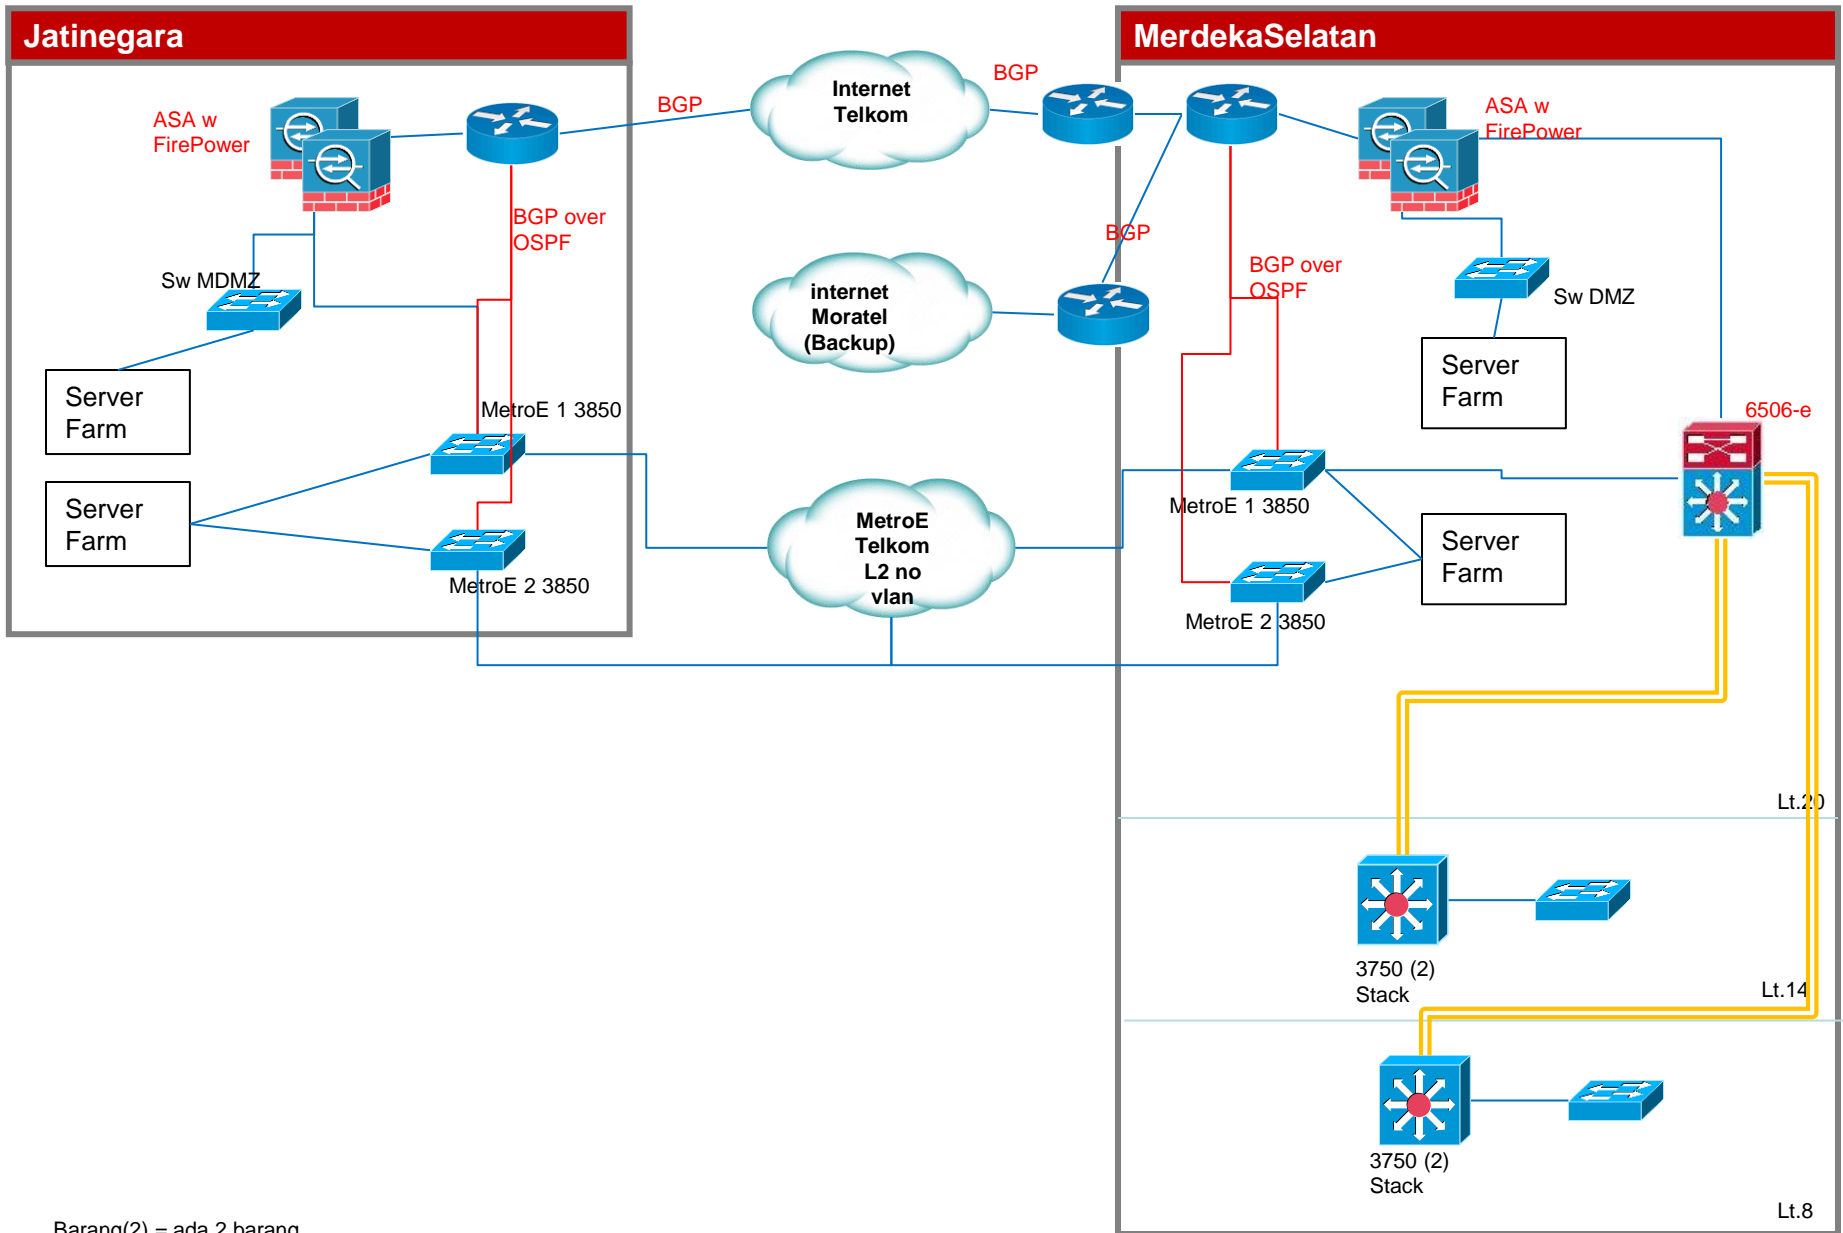 Jatinegara
MerdekaSelatan
ASA w
FirePower
BGP
Internet
Telkom
BGP
ASA w
FirePower
BGP over
OSPF
BGP
Sw MDMZ
internet
Moratel
(Backup)
BGP over
OSPF
Sw DMZ
Server
Farm
Server
Farm
MetroE 1 3850
6506-e
Server
Farm
MetroE
Telkom
L2 no
vlan
MetroE 1 3850
Server
Farm
MetroE 2 3850
MetroE 2 3850
Lt.20
3750 (2)
Stack
Lt.14
3750 (2)
Stack
Lt.8
Barang(2) = ada 2 barang